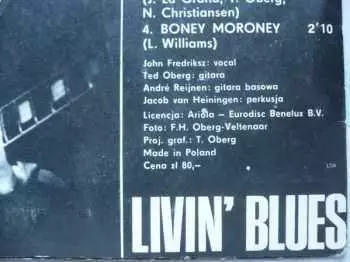 (J. La Grand, T. Oberg,
N. Christiansen)
4. BONEY MORONEY 2'10
(L. Williams)
John Fredriksz: vocal
Ted Oberg: gitara
André Reijnen: gitara basowa
Jacob van Heiningen: perkusja
Licencja: Ariola — Eurodisc Benelux B.V.
Foto: F.H. Oberg-Veltenaar
Proj. graf.: T. Oberg
Made in Poland
Cena zł 80,—
LIVIN' BLUES